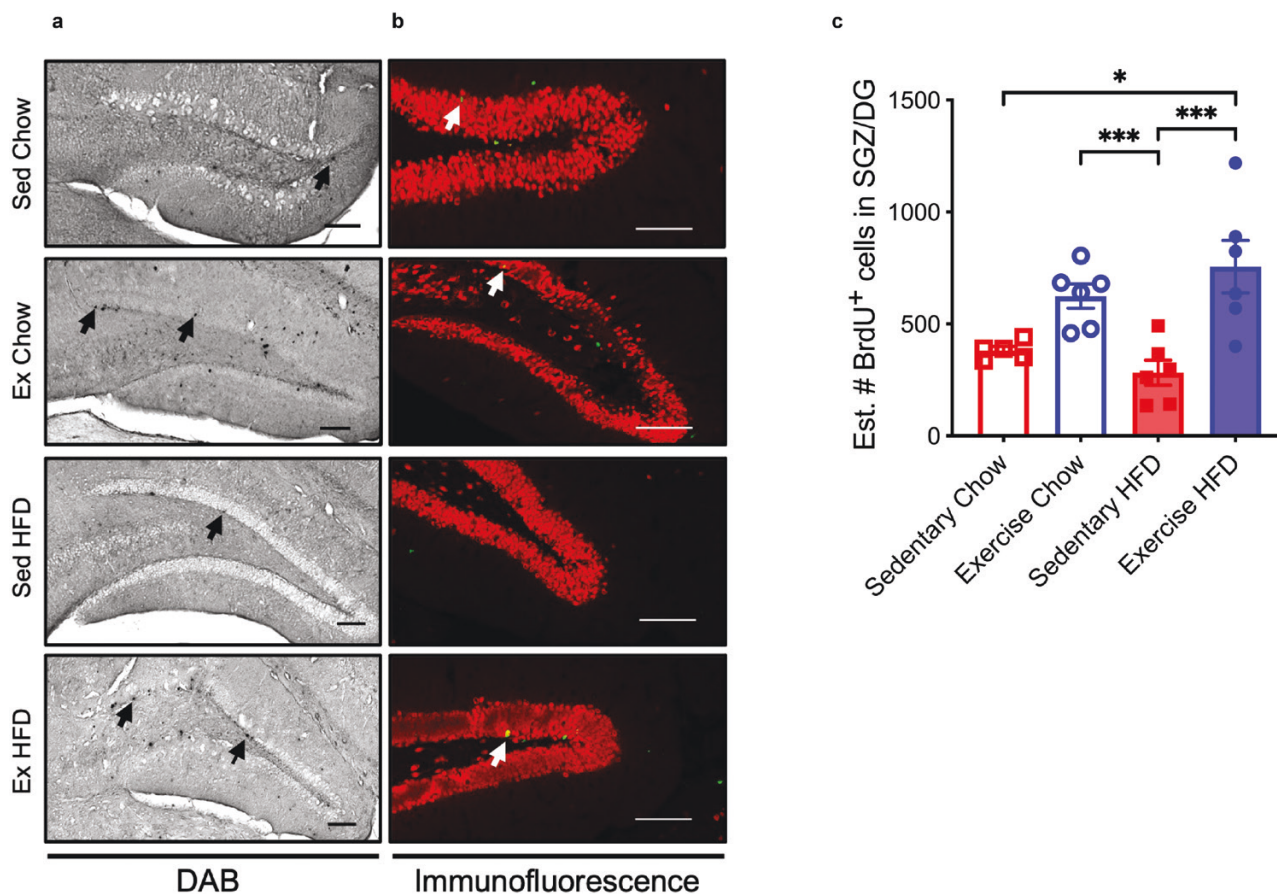 a
b
c
Sed Chow
Ex Chow
Sed HFD
Ex HFD
DAB
Immunofluorescence
Est. # BrdU⁺ cells in SGZ/DG
1500
1000
500
0
*
***
***
Sedentary Chow
Exercise Chow
Sedentary HFD
Exercise HFD